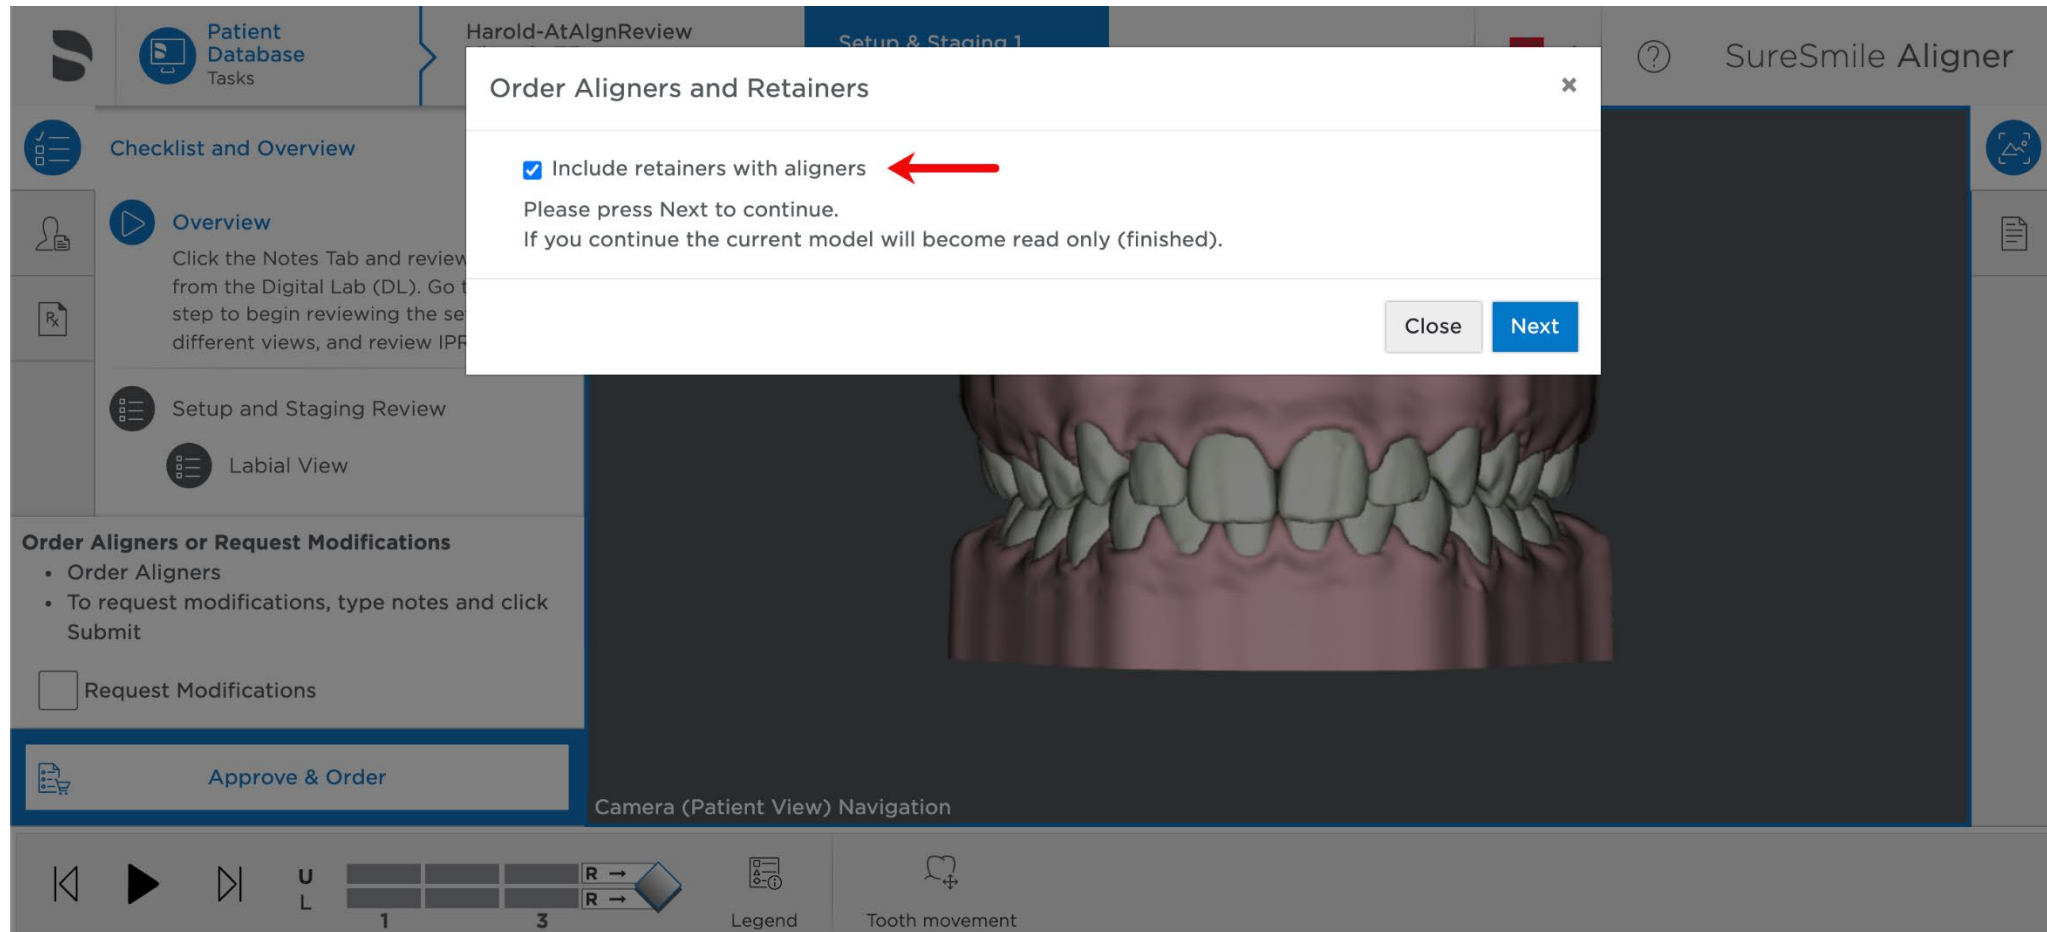 Patient
Database
Tasks
Harold-AtAlgnReview
Setup & Staging 1
SureSmile Aligner
Order Aligners and Retainers
Include retainers with aligners
Please press Next to continue.
If you continue the current model will become read only (finished).
Close
Next
Checklist and Overview
Overview
Click the Notes Tab and review
from the Digital Lab (DL). Go
step to begin reviewing the
different views, and review
Setup and Staging Review
Labial View
Order Aligners or Request Modifications
• Order Aligners
• To request modifications, type notes and click
Submit
Request Modifications
Approve & Order
Camera (Patient View) Navigation
U
L
R →
R →
1
3
Legend
Tooth movement
Rx